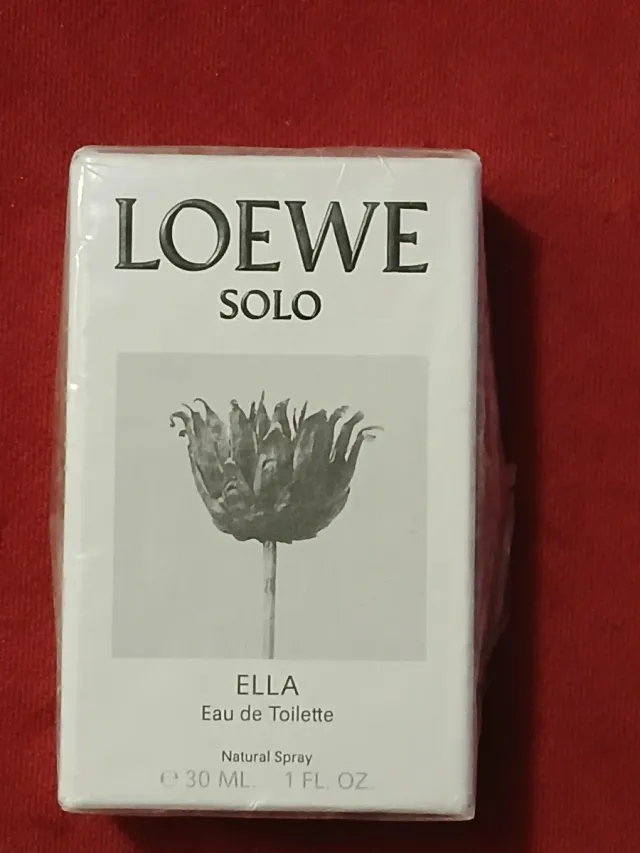 LOEWE
SOLO
ELLA
Eau de Toilette
Natural Spray
℮ 30 ML. 1 FL. OZ.